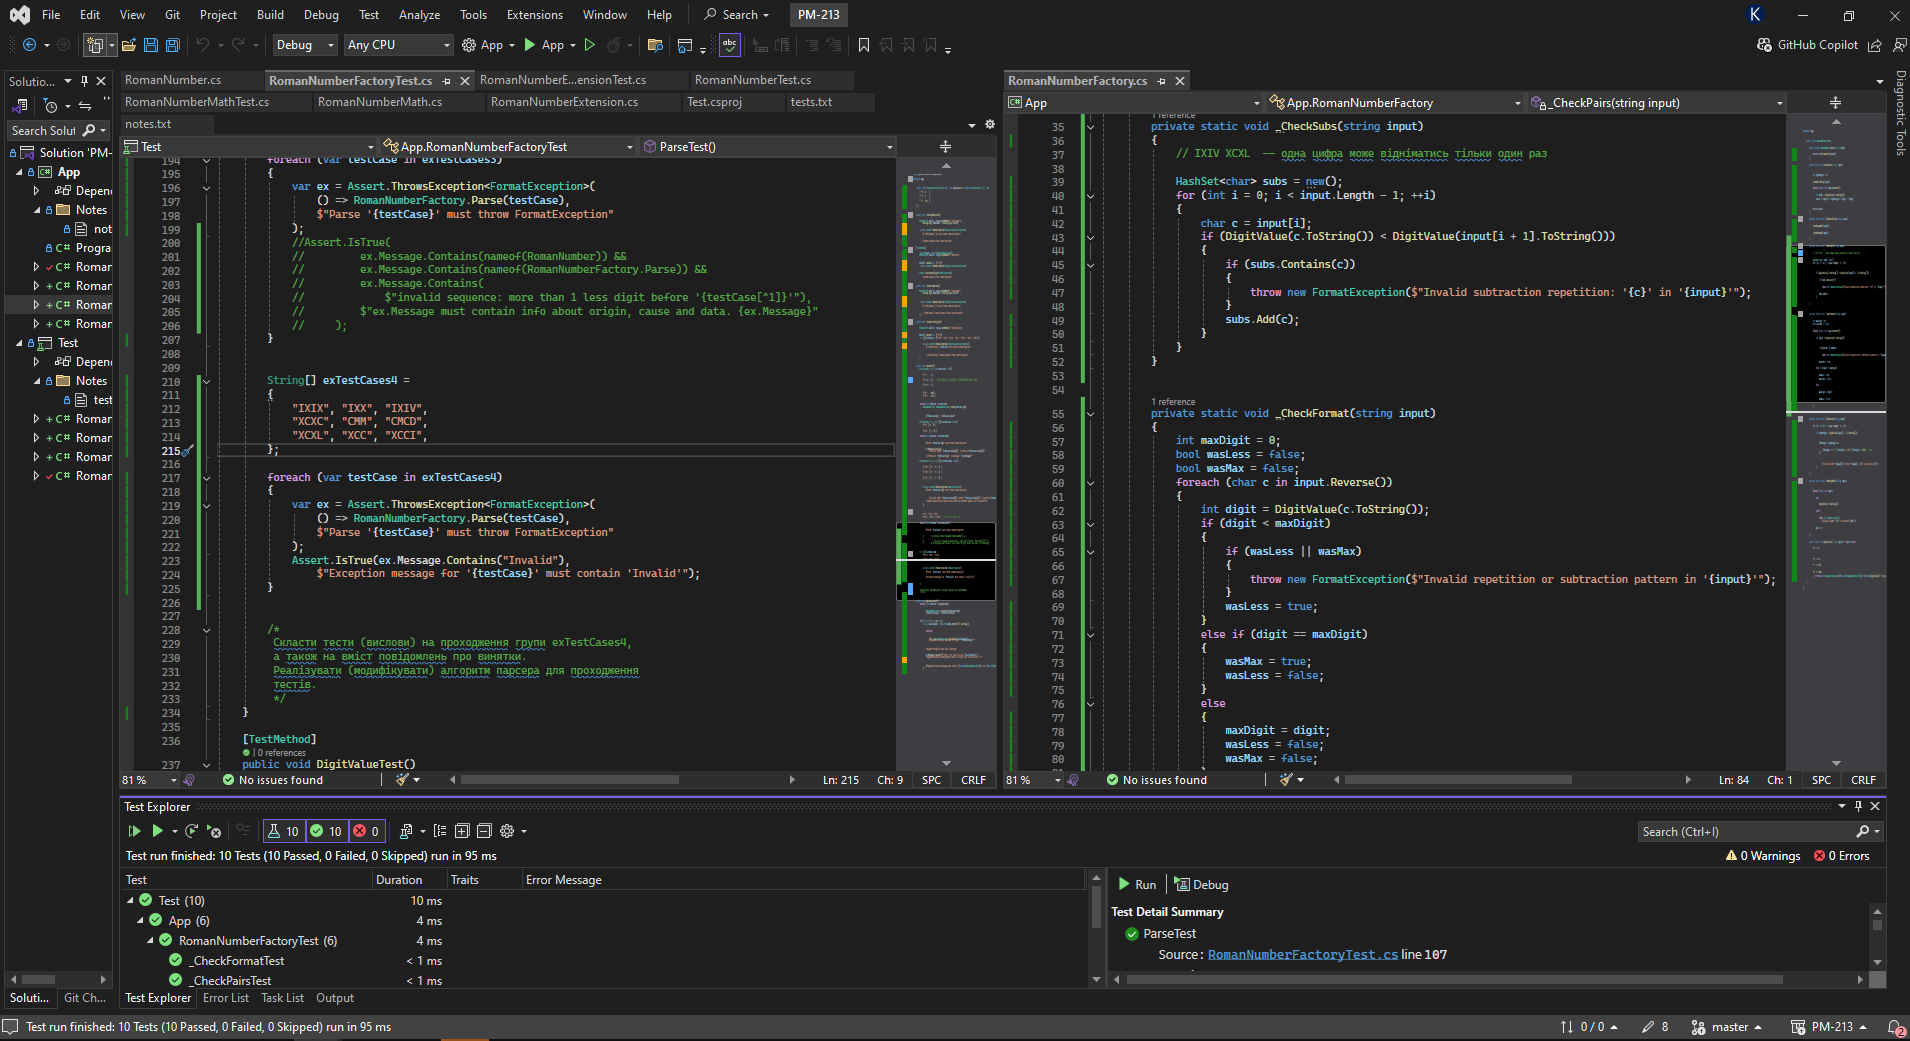 File Edit View Git Project Build Debug Test Analyze Tools Extensions Window Help Search PM-213 K
Debug Any CPU App App GitHub Copilot
Solutio...
RomanNumber.cs RomanNumberFactoryTest.cs RomanNumberE...ensionTest.cs RomanNumberTest.cs
RomanNumberMathTest.cs RomanNumberMath.cs RomanNumberExtension.cs Test.csproj tests.txt
notes.txt
Test App.RomanNumberFactoryTest ParseTest()
Search Solut
Solution 'PM-
App
Depend
Notes
not
Progra
Roman
Roman
Roman
Roman
Test
Depend
Notes
test
Roman
Roman
Roman
Roman
194 foreach (var testCase in exTestCases3)
195 {
196 var ex = Assert.ThrowsException<FormatException>(
197 () => RomanNumberFactory.Parse(testCase),
198 $"Parse '{testCase}' must throw FormatException"
199 );
200 //Assert.IsTrue(
201 // ex.Message.Contains(nameof(RomanNumber)) &&
202 // ex.Message.Contains(nameof(RomanNumberFactory.Parse)) &&
203 // ex.Message.Contains(
204 // $"invalid sequence: more than 1 less digit before '{testCase[^1]}'"),
205 // $"ex.Message must contain info about origin, cause and data. {ex.Message}"
206 // );
207 }
208
209
210 String[] exTestCases4 =
211 {
212 "IXIX", "IXX", "IXIV",
213 "XCXC", "CMM", "CMCD",
214 "XCXL", "XCC", "XCCI",
215 };
216
217 foreach (var testCase in exTestCases4)
218 {
219 var ex = Assert.ThrowsException<FormatException>(
220 () => RomanNumberFactory.Parse(testCase),
221 $"Parse '{testCase}' must throw FormatException"
222 );
223 Assert.IsTrue(ex.Message.Contains("Invalid"),
224 $"Exception message for '{testCase}' must contain 'Invalid'");
225 }
226
227
228 /*
229 Скласти тести (вислови) на проходження групи exTestCases4,
230 а також на вміст повідомлень про винятки.
231 Реалізувати (модифікувати) алгоритм парсера для проходження
232 тестів.
233 */
234 }
235
236 [TestMethod]
| 0 references
237 public void DigitValueTest()
81 % No issues found Ln: 215 Ch: 9 SPC CRLF
RomanNumberFactory.cs
App App.RomanNumberFactory _CheckPairs(string input)
1 reference
35 private static void _CheckSubs(string input)
36 {
37 // IXIV XCXL -- одна цифра може відніматись тільки один раз
38
39 HashSet<char> subs = new();
40 for (int i = 0; i < input.Length - 1; ++i)
41 {
42 char c = input[i];
43 if (DigitValue(c.ToString()) < DigitValue(input[i + 1].ToString()))
44 {
45 if (subs.Contains(c))
46 {
47 throw new FormatException($"Invalid subtraction repetition: '{c}' in '{input}'");
48 }
49 subs.Add(c);
50 }
51 }
52 }
53
54
1 reference
55 private static void _CheckFormat(string input)
56 {
57 int maxDigit = 0;
58 bool wasLess = false;
59 bool wasMax = false;
60 foreach (char c in input.Reverse())
61 {
62 int digit = DigitValue(c.ToString());
63 if (digit < maxDigit)
64 {
65 if (wasLess || wasMax)
66 {
67 throw new FormatException($"Invalid repetition or subtraction pattern in '{input}'");
68 }
69 wasLess = true;
70 }
71 else if (digit == maxDigit)
72 {
73 wasMax = true;
74 wasLess = false;
75 }
76 else
77 {
78 maxDigit = digit;
79 wasLess = false;
80 wasMax = false;
81 % No issues found Ln: 84 Ch: 1 SPC CRLF
Diagnostic Tools
Test Explorer
10 10 0 Search (Ctrl+I)
Test run finished: 10 Tests (10 Passed, 0 Failed, 0 Skipped) run in 95 ms 0 Warnings 0 Errors
Test Duration Traits Error Message
Test (10) 10 ms
App (6) 4 ms
RomanNumberFactoryTest (6) 4 ms
_CheckFormatTest < 1 ms
_CheckPairsTest < 1 ms
Run Debug
Test Detail Summary
ParseTest
Source: RomanNumberFactoryTest.cs line 107
Soluti... Git Ch... Test Explorer Error List Task List Output
Test run finished: 10 Tests (10 Passed, 0 Failed, 0 Skipped) run in 95 ms 0 / 0 8 master PM-213 2